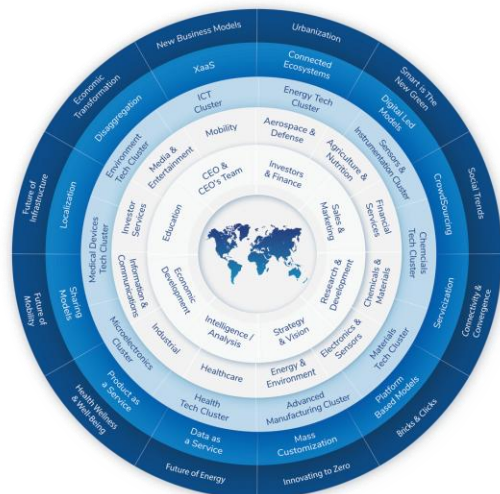 New Business Models
Urbanization
Smart is The
New Green
Social Trends
Connectivity &
Convergence
Bricks & Clicks
Innovating to Zero
Future of Energy
Health Wellness
& Well-Being
Future of
Mobility
Future of
Infrastructure
Economic
Transformation
XaaS
Connected
Ecosystems
Digital Led
Models
CrowdSourcing
Servicization
Platform
Based Models
Mass
Customization
Data as
a Service
Product as
a Service
Sharing
Models
Localization
Disaggregation
ICT
Cluster
Energy Tech
Cluster
Sensors &
Instrumentation Cluster
Chemcials
Tech Cluster
Materials
Tech Cluster
Advanced
Manufacturing Cluster
Health
Tech Cluster
Microelectronics
Cluster
Medical Devices
Tech Cluster
Environment
Tech Cluster
Mobility
Aerospace &
Defense
Agriculture &
Nutrition
Financial
Services
Chemicals &
Materials
Electronics &
Sensors
Energy &
Environment
Healthcare
Industrial
Information &
Communications
Investor
Services
Media &
Entertainment
CEO &
CEO's Team
Investors
& Finance
Sales &
Marketing
Research &
Development
Strategy
& Vision
Intelligence /
Analysis
Economic
Development
Education